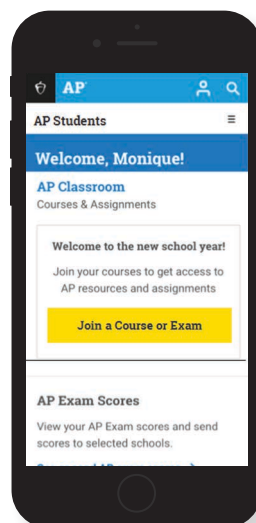 AP
AP Students
Welcome, Monique!
AP Classroom
Courses & Assignments
Welcome to the new school year!
Join your courses to get access to
AP resources and assignments
Join a Course or Exam
AP Exam Scores
View your AP Exam scores and send
scores to selected schools.